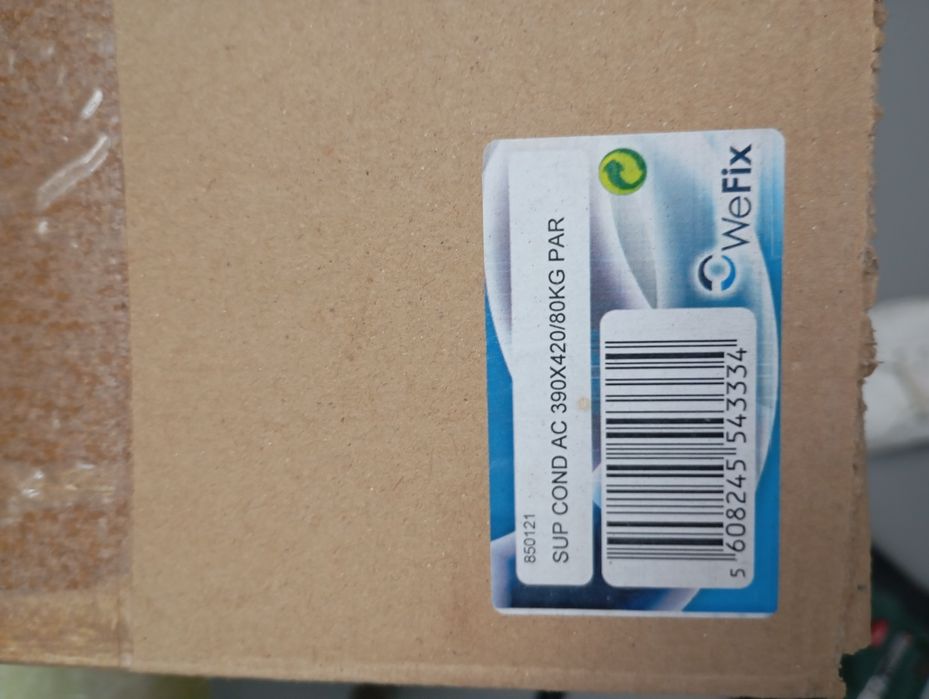 850121
SUP COND AC 390X420/80KG PAR
WeFix
5 608245 543334